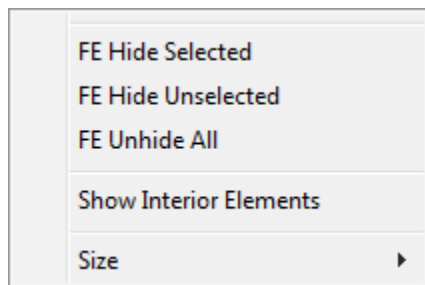 FE Hide Selected
FE Hide Unselected
FE Unhide All
Show Interior Elements
Size